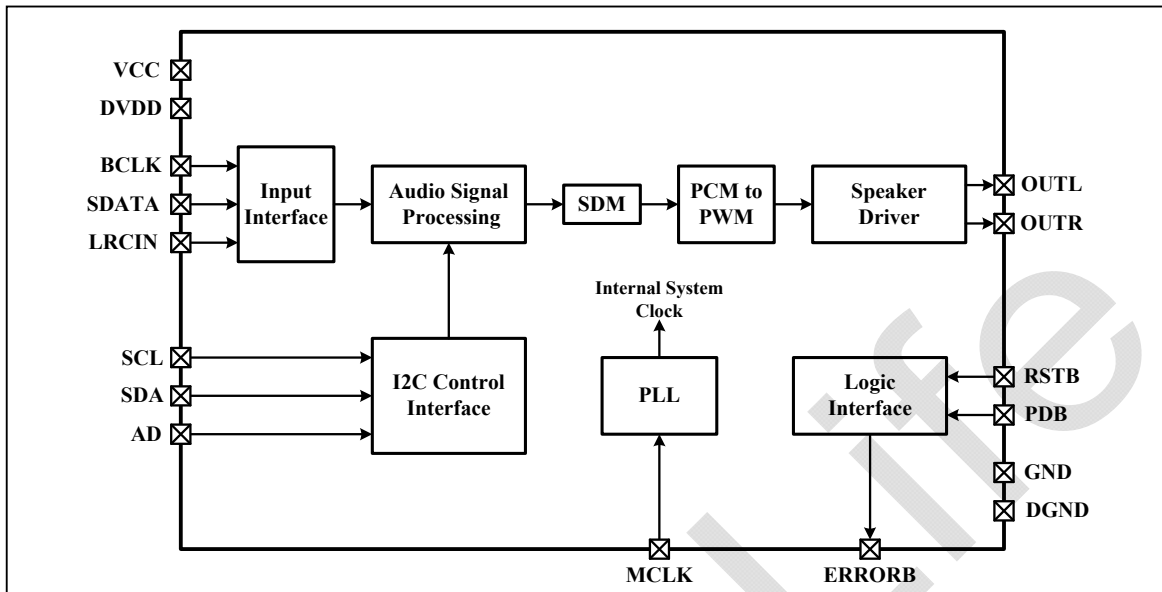 VCC
DVDD
BCLK
SDATA
LRCIN
Input
Interface
Audio Signal
Processing
SDM
PCM to
PWM
Speaker
Driver
OUTL
OUTR
Internal System
Clock
SCL
SDA
AD
I2C Control
Interface
PLL
Logic
Interface
RSTB
PDB
GND
DGND
MCLK
ERRORB
Life